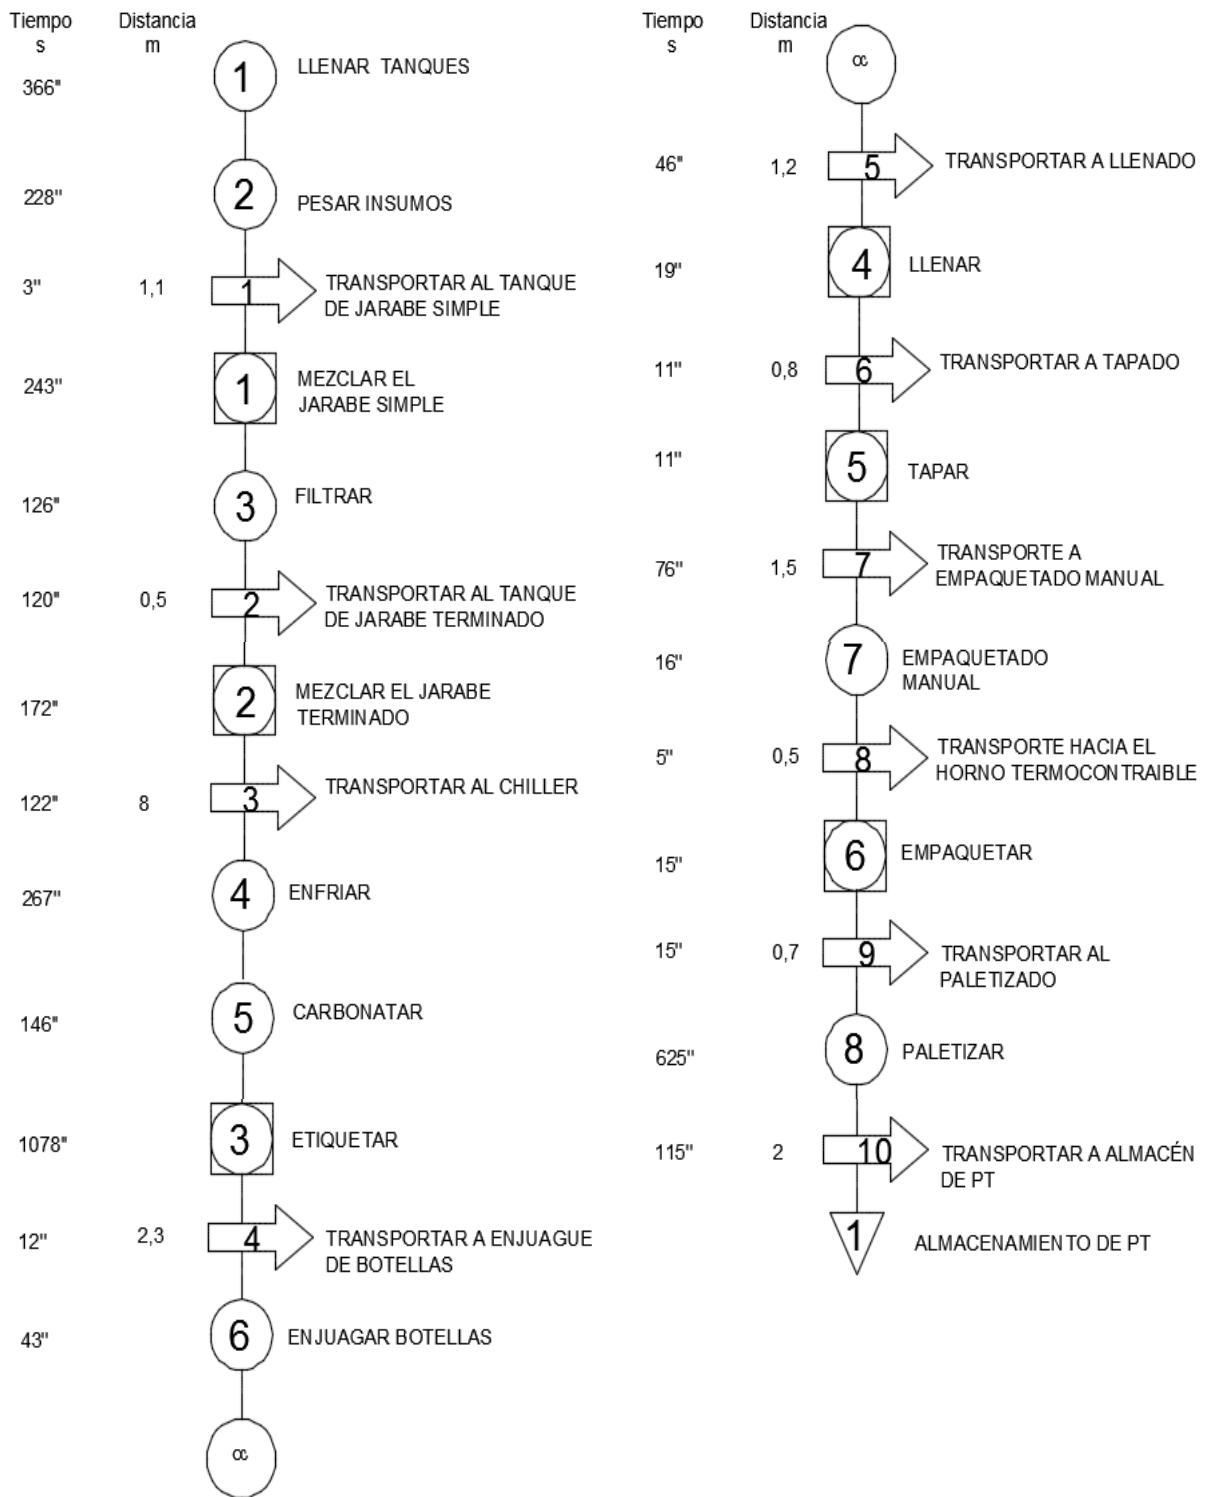 Tiempo Distancia
s m
1 LLENAR TANQUES
366"
2
228" PESAR INSUMOS
3" 1,1 1 TRANSPORTAR AL TANQUE
DE JARABE SIMPLE
243" 1 MEZCLAR EL
JARABE SIMPLE
126" 3 FILTRAR
120" 0,5 2 TRANSPORTAR AL TANQUE
DE JARABE TERMINADO
172" 2 MEZCLAR EL JARABE
TERMINADO
122" 8 3 TRANSPORTAR AL CHILLER
267" 4 ENFRIAR
146" 5 CARBONATAR
1078" 3 ETIQUETAR
12" 2,3 4 TRANSPORTAR A ENJUAGUE
DE BOTELLAS
43" 6 ENJUAGAR BOTELLAS
∝
Tiempo Distancia
s m
∝
46" 1,2 5 TRANSPORTAR A LLENADO
19" 4 LLENAR
11" 0,8 6 TRANSPORTAR A TAPADO
11" 5 TAPAR
76" 1,5 7 TRANSPORTE A
EMPAQUETADO MANUAL
16" 7 EMPAQUETADO
MANUAL
5" 0,5 8 TRANSPORTE HACIA EL
HORNO TERMOCONTRAIBLE
15" 6 EMPAQUETAR
15" 0,7 9 TRANSPORTAR AL
PALETIZADO
625" 8 PALETIZAR
115" 2 10 TRANSPORTAR A ALMACÉN
DE PT
1 ALMACENAMIENTO DE PT